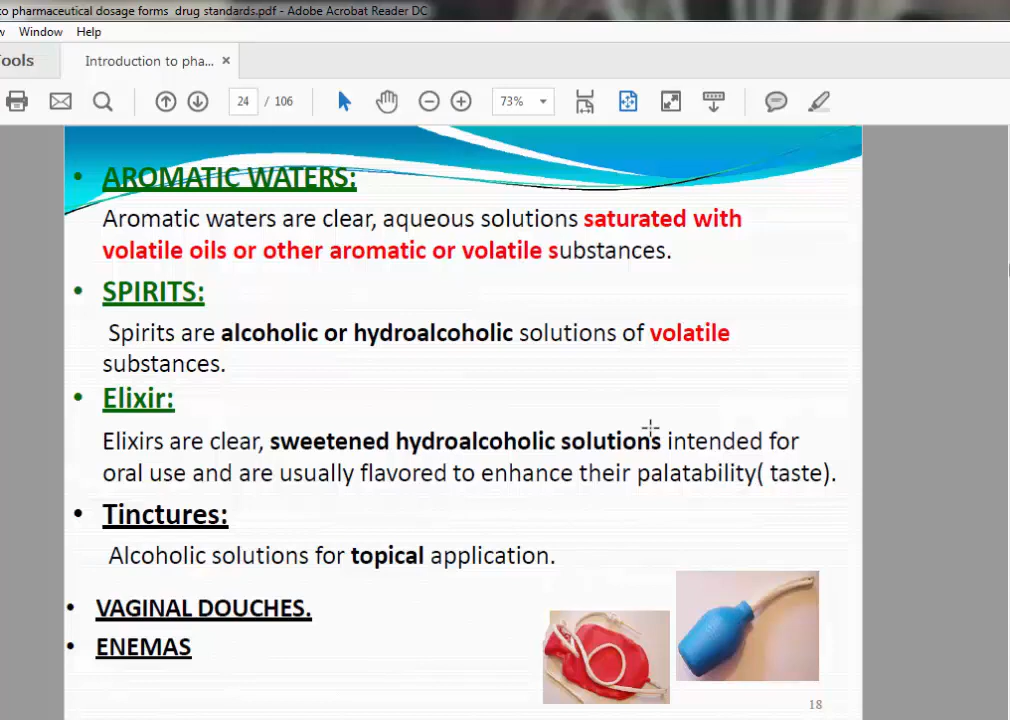 to pharmaceutical dosage forms drug standards.pdf - Adobe Acrobat Reader DC
Window Help
Introduction to pha... ×
24 / 106 73%
• AROMATIC WATERS:
Aromatic waters are clear, aqueous solutions saturated with
volatile oils or other aromatic or volatile substances.
• SPIRITS:
Spirits are alcoholic or hydroalcoholic solutions of volatile
substances.
• Elixir:
Elixirs are clear, sweetened hydroalcoholic solutions intended for
oral use and are usually flavored to enhance their palatability( taste).
• Tinctures:
Alcoholic solutions for topical application.
• VAGINAL DOUCHES.
• ENEMAS
18